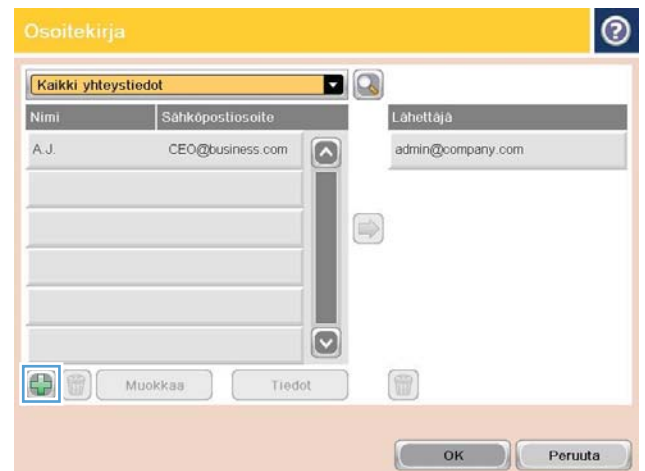 Osoitekirja
Kaikki yhteystiedot
Nimi Sähköpostiosoite Lähettäjä
A.J. CEO@business.com admin@company.com
Muokkaa Tiedot
OK Peruuta